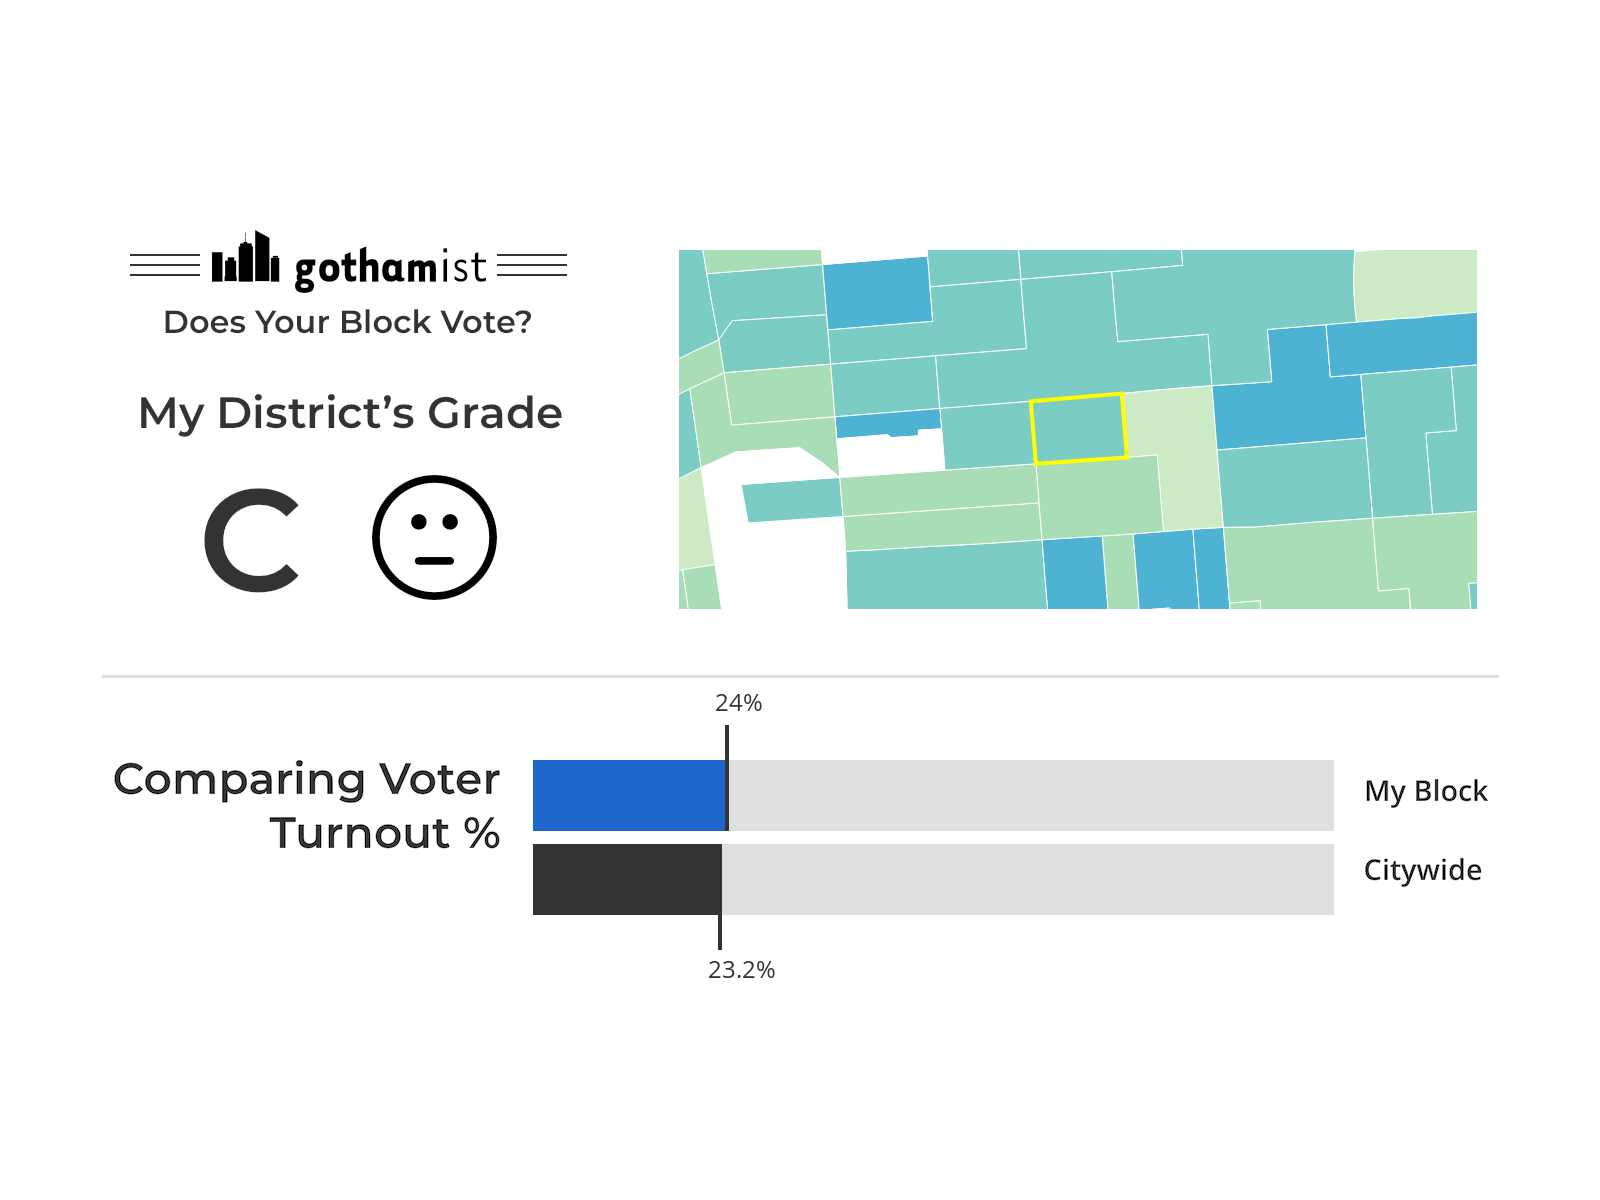 gothamist
Does Your Block Vote?
My District’s Grade
C
24%
Comparing Voter
Turnout %
My Block
Citywide
23.2%